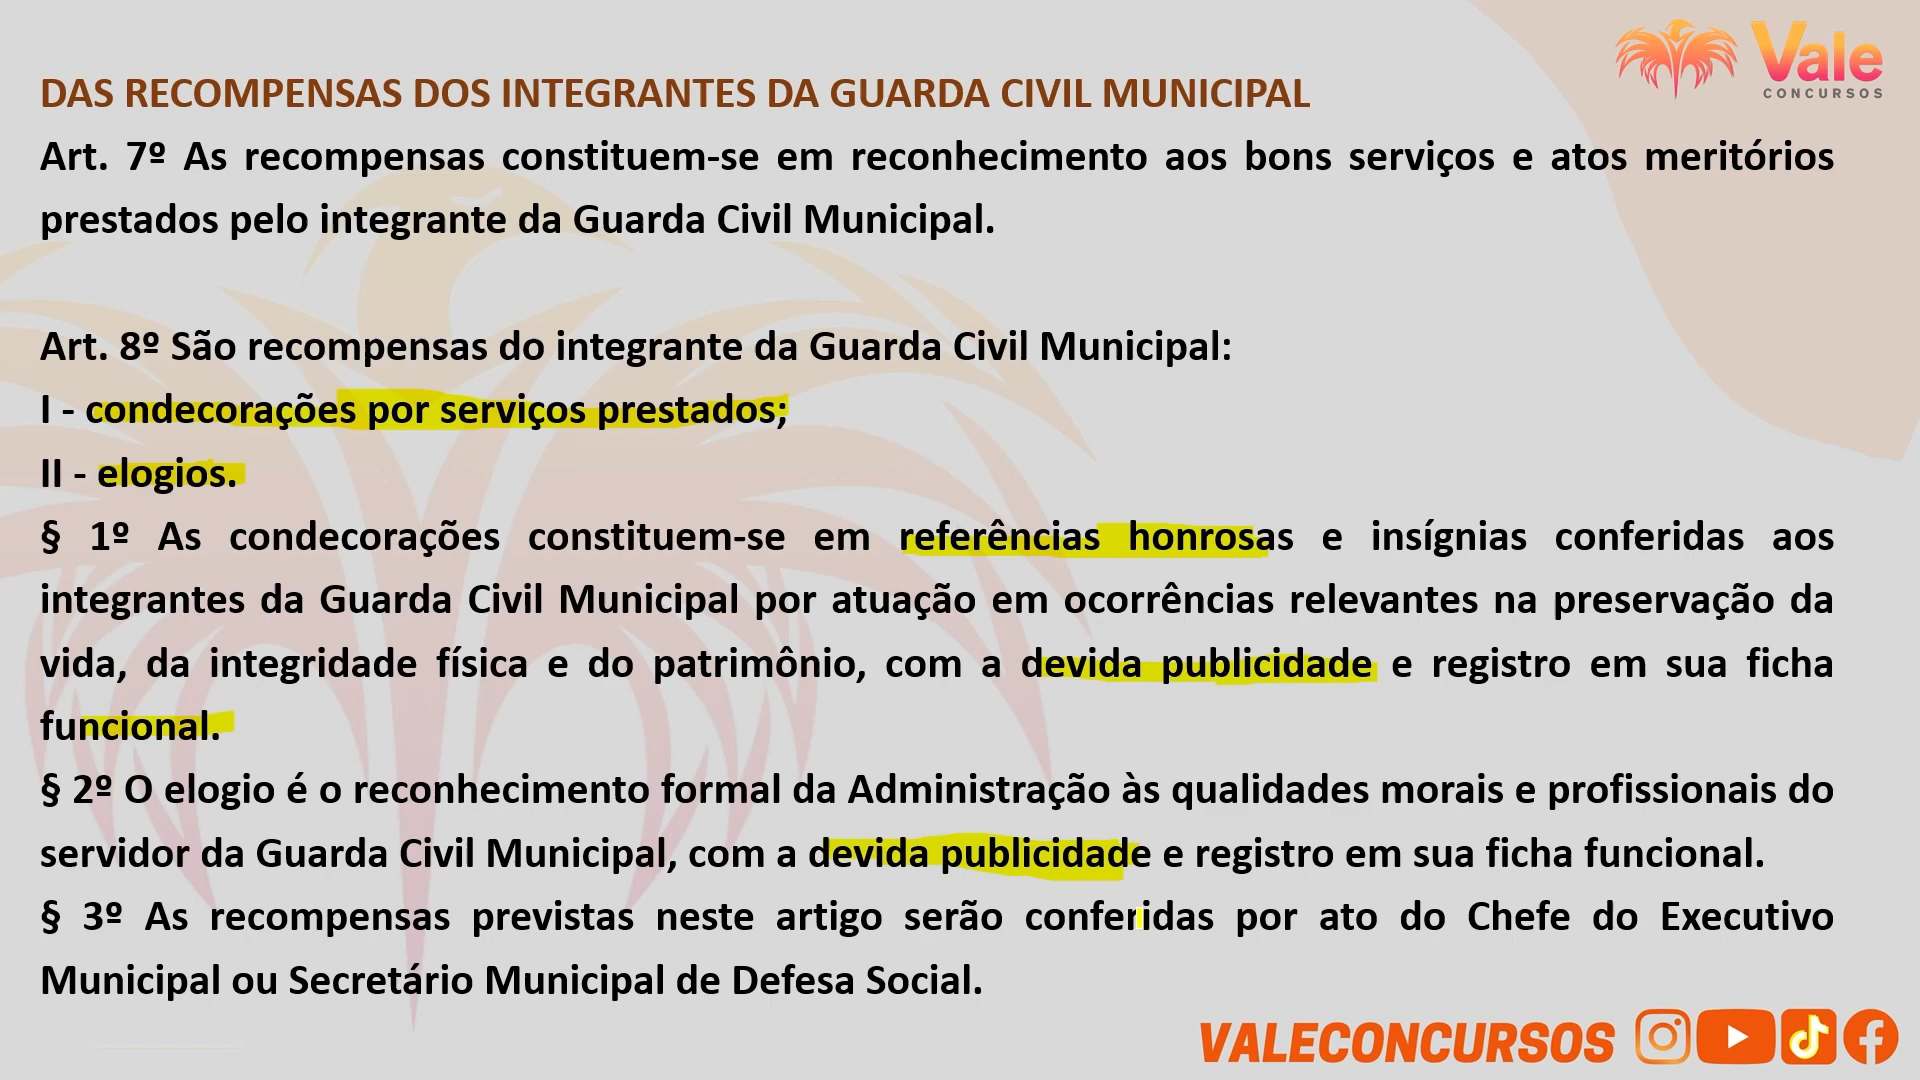 Vale
CONCURSOS
DAS RECOMPENSAS DOS INTEGRANTES DA GUARDA CIVIL MUNICIPAL
Art. 7º As recompensas constituem-se em reconhecimento aos bons serviços e atos meritórios
prestados pelo integrante da Guarda Civil Municipal.
Art. 8º São recompensas do integrante da Guarda Civil Municipal:
I - condecorações por serviços prestados;
II - elogios.
§ 1º As condecorações constituem-se em referências honrosas e insígnias conferidas aos
integrantes da Guarda Civil Municipal por atuação em ocorrências relevantes na preservação da
vida, da integridade física e do patrimônio, com a devida publicidade e registro em sua ficha
funcional.
§ 2º O elogio é o reconhecimento formal da Administração às qualidades morais e profissionais do
servidor da Guarda Civil Municipal, com a devida publicidade e registro em sua ficha funcional.
§ 3º As recompensas previstas neste artigo serão conferidas por ato do Chefe do Executivo
Municipal ou Secretário Municipal de Defesa Social.
VALECONCURSOS